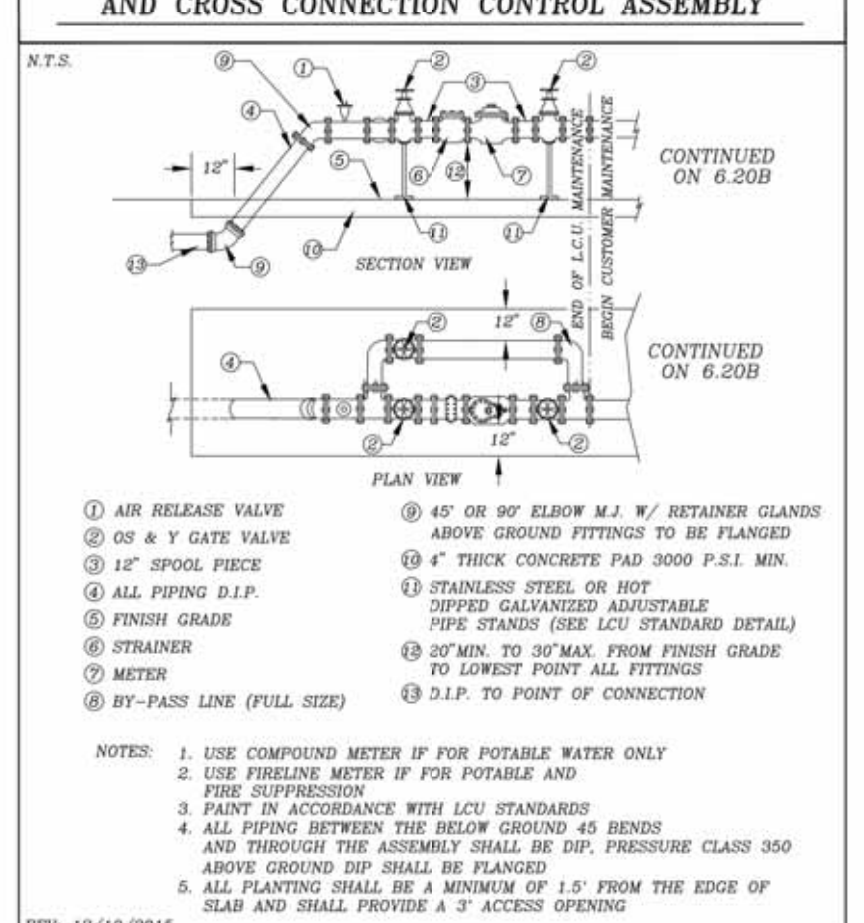 AND CROSS CONNECTION CONTROL ASSEMBLY
N.T.S.
9
1
2
3
2
4
5
12"
6
12
7
END OF L.C.U. MAINTENANCE
BEGIN CUSTOMER MAINTENANCE
CONTINUED
ON 6.20B
11
11
10
13
9
SECTION VIEW
2
12"
8
4
CONTINUED
ON 6.20B
2
12"
2
PLAN VIEW
1 AIR RELEASE VALVE
2 OS & Y GATE VALVE
3 12" SPOOL PIECE
4 ALL PIPING D.I.P.
5 FINISH GRADE
6 STRAINER
7 METER
8 BY-PASS LINE (FULL SIZE)
9 45° OR 90° ELBOW M.J. W/ RETAINER GLANDS
ABOVE GROUND FITTINGS TO BE FLANGED
10 4" THICK CONCRETE PAD 3000 P.S.I. MIN.
11 STAINLESS STEEL OR HOT
DIPPED GALVANIZED ADJUSTABLE
PIPE STANDS (SEE LCU STANDARD DETAIL)
12 20"MIN. TO 30"MAX. FROM FINISH GRADE
TO LOWEST POINT ALL FITTINGS
13 D.I.P. TO POINT OF CONNECTION
NOTES: 1. USE COMPOUND METER IF FOR POTABLE WATER ONLY
2. USE FIRELINE METER IF FOR POTABLE AND
FIRE SUPPRESSION
3. PAINT IN ACCORDANCE WITH LCU STANDARDS
4. ALL PIPING BETWEEN THE BELOW GROUND 45 BENDS
AND THROUGH THE ASSEMBLY SHALL BE DIP, PRESSURE CLASS 350
ABOVE GROUND DIP SHALL BE FLANGED
5. ALL PLANTING SHALL BE A MINIMUM OF 1.5' FROM THE EDGE OF
SLAB AND SHALL PROVIDE A 3' ACCESS OPENING